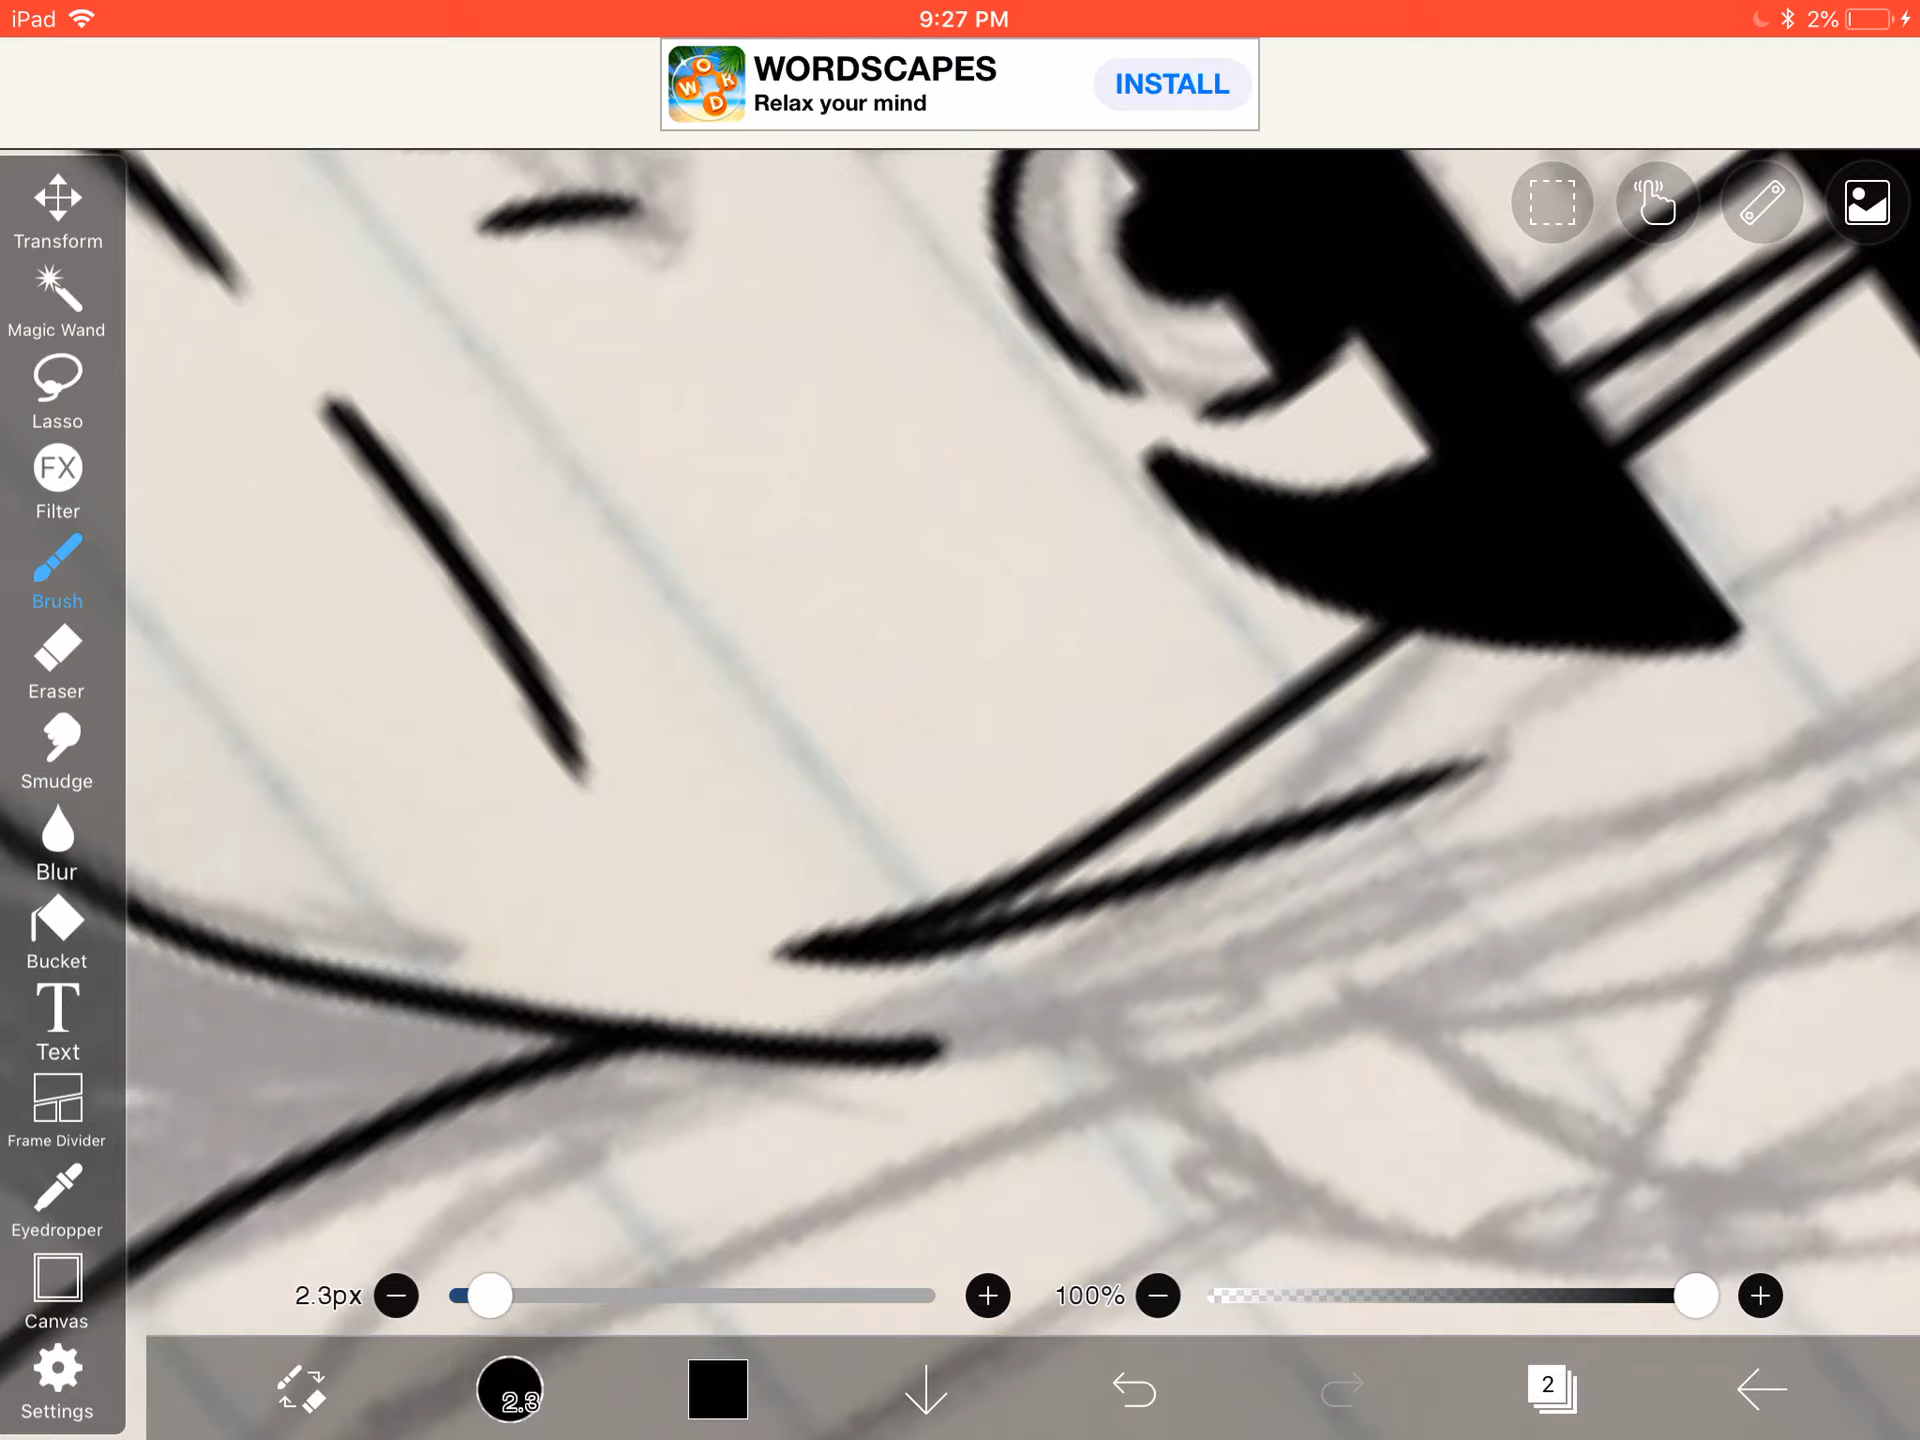 iPad
9:27 PM
2%
WORDSCAPES
Relax your mind
INSTALL
W O R D
Transform
Magic Wand
Lasso
FX
Filter
Brush
Eraser
Smudge
Blur
Bucket
T
Text
Frame Divider
Eyedropper
Canvas
Settings
2.3px
100%
2.3
2